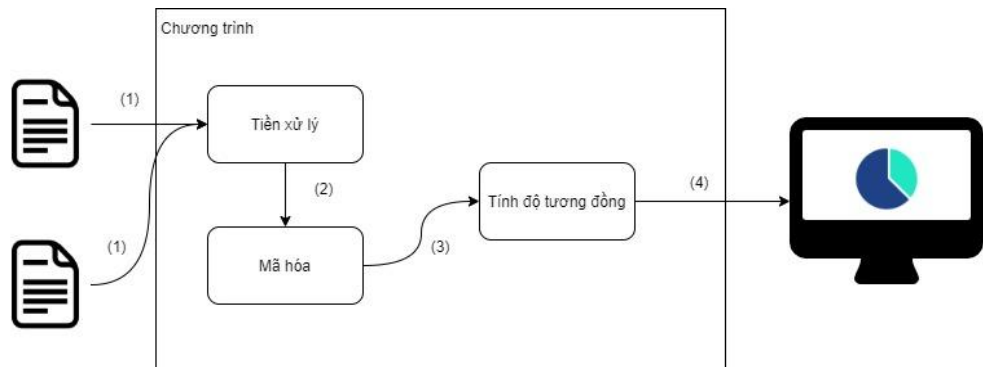 Chương trình
(1)
Tiền xử lý
(2)
(4)
Tính độ tương đồng
(1)
(3)
Mã hóa